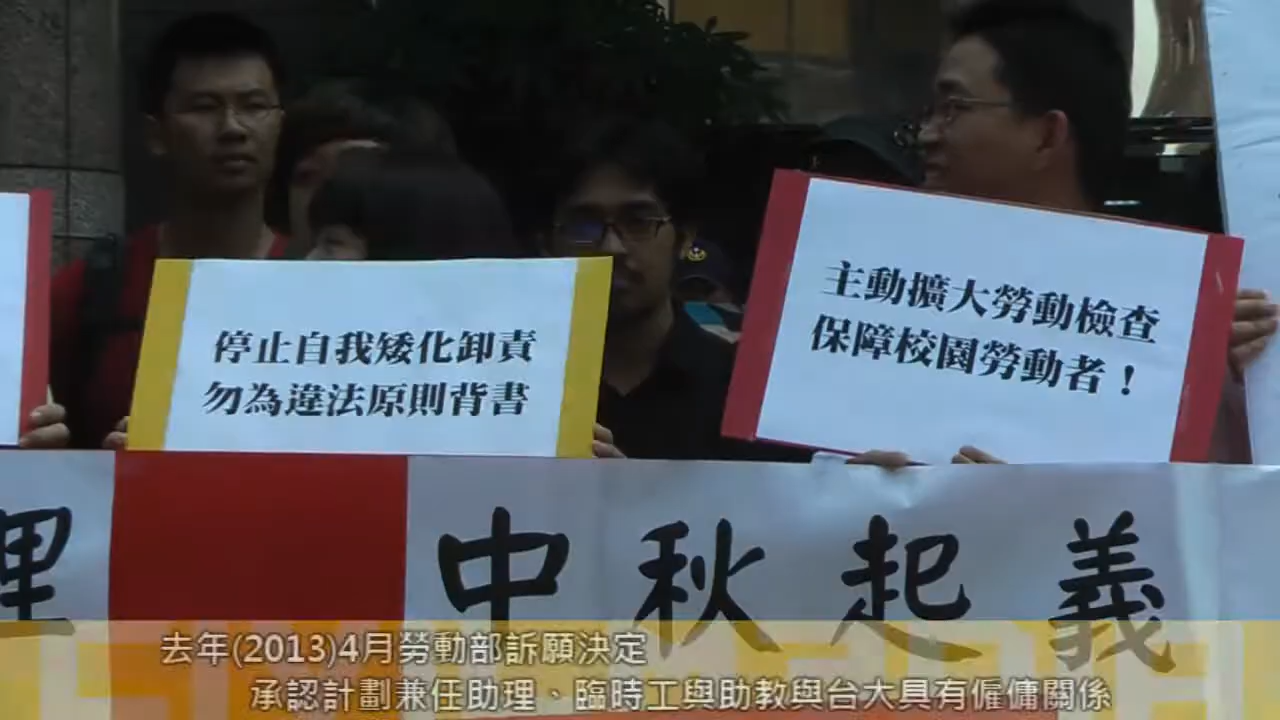 停止自我矮化卸責
勿為違法原則背書
主動擴大勞動檢查
保障校園勞動者！
理 中秋起義
去年(2013)4月勞動部訴願決定
承認計劃兼任助理、臨時工與助教與台大具有僱傭關係